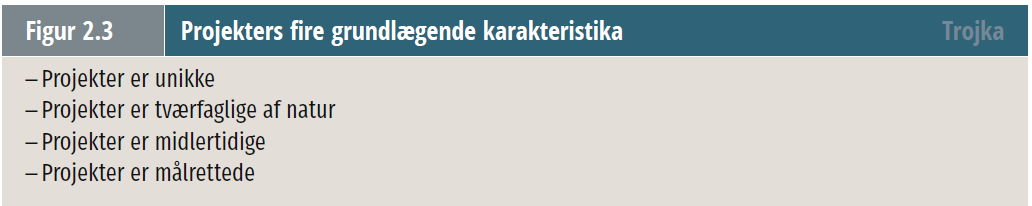 Figur 2.3 Projekters fire grundlæggende karakteristika Trojka
– Projekter er unikke
– Projekter er tværfaglige af natur
– Projekter er midlertidige
– Projekter er målrettede